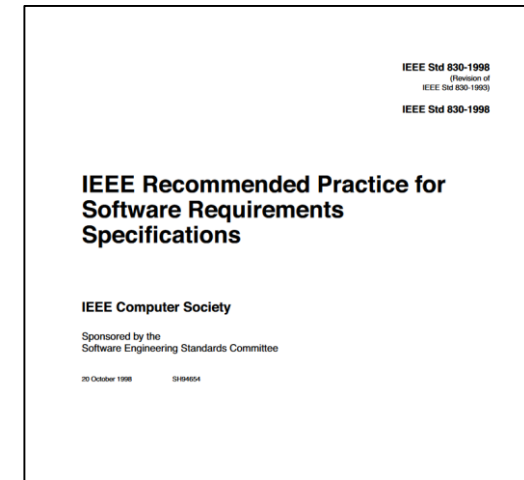 IEEE Std 830-1998
(Revision of
IEEE Std 830-1993)
IEEE Std 830-1998
IEEE Recommended Practice for
Software Requirements
Specifications
IEEE Computer Society
Sponsored by the
Software Engineering Standards Committee
20 October 1998 SH94654